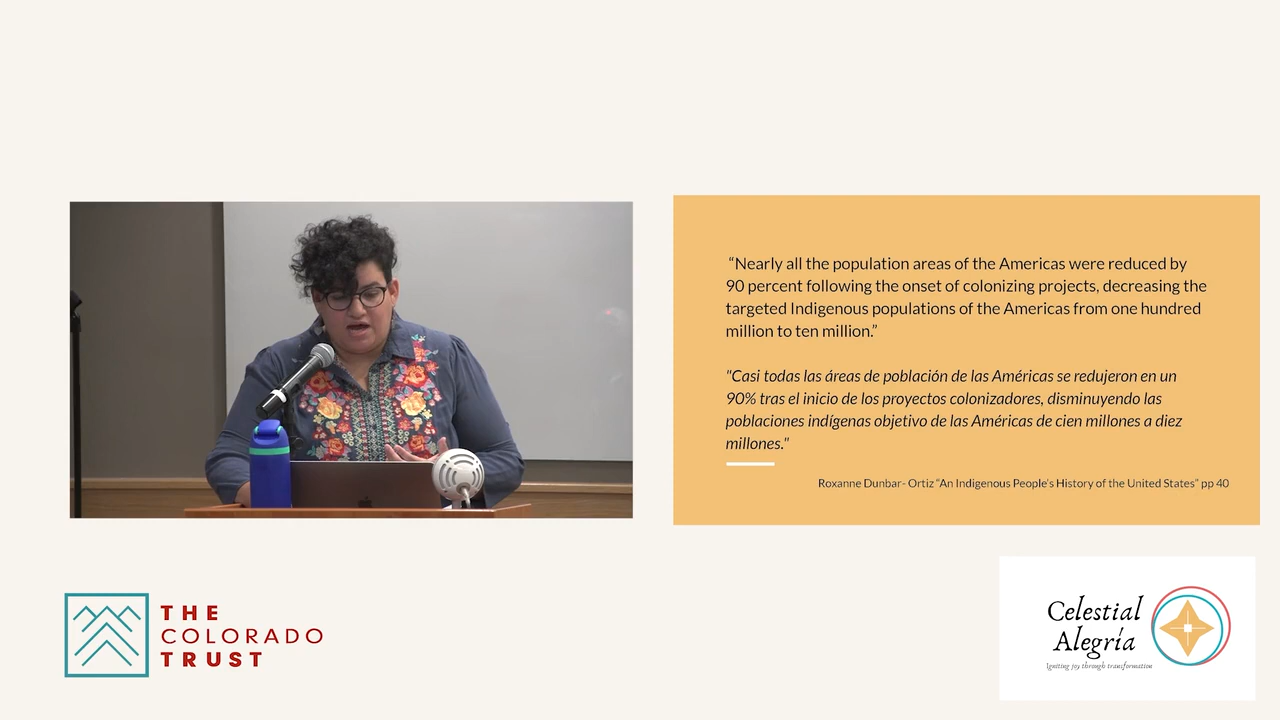 “Nearly all the population areas of the Americas were reduced by
90 percent following the onset of colonizing projects, decreasing the
targeted Indigenous populations of the Americas from one hundred
million to ten million.”
"Casi todas las áreas de población de las Américas se redujeron en un
90% tras el inicio de los proyectos colonizadores, disminuyendo las
poblaciones indígenas objetivo de las Américas de cien millones a diez
millones."
Roxanne Dunbar- Ortiz “An Indigenous People’s History of the United States” pp 40
THE
COLORADO
TRUST
Celestial
Alegría
Igniting joy through transformation